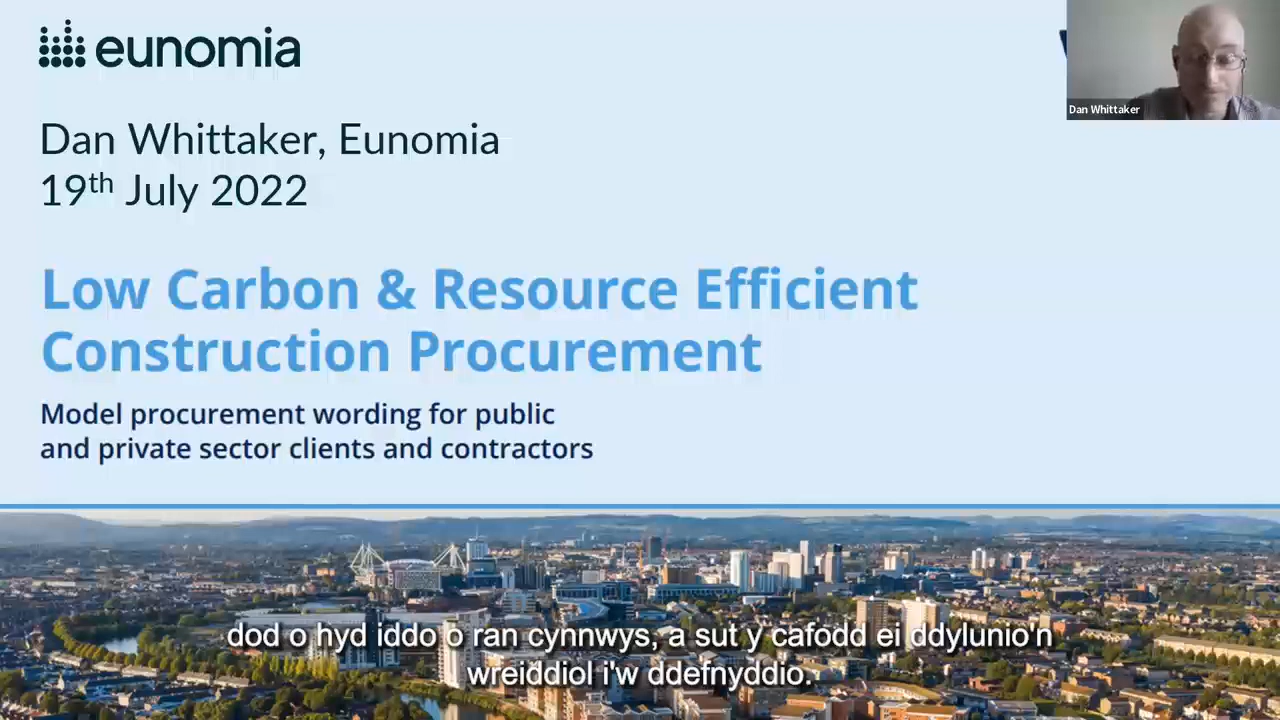 eunomia
Dan Whittaker
Dan Whittaker, Eunomia
19th July 2022
Low Carbon & Resource Efficient
Construction Procurement
Model procurement wording for public
and private sector clients and contractors
dod o hyd iddo o ran cynnwys, a sut y cafodd ei ddylunio'n
wreiddiol i'w ddefnyddio.